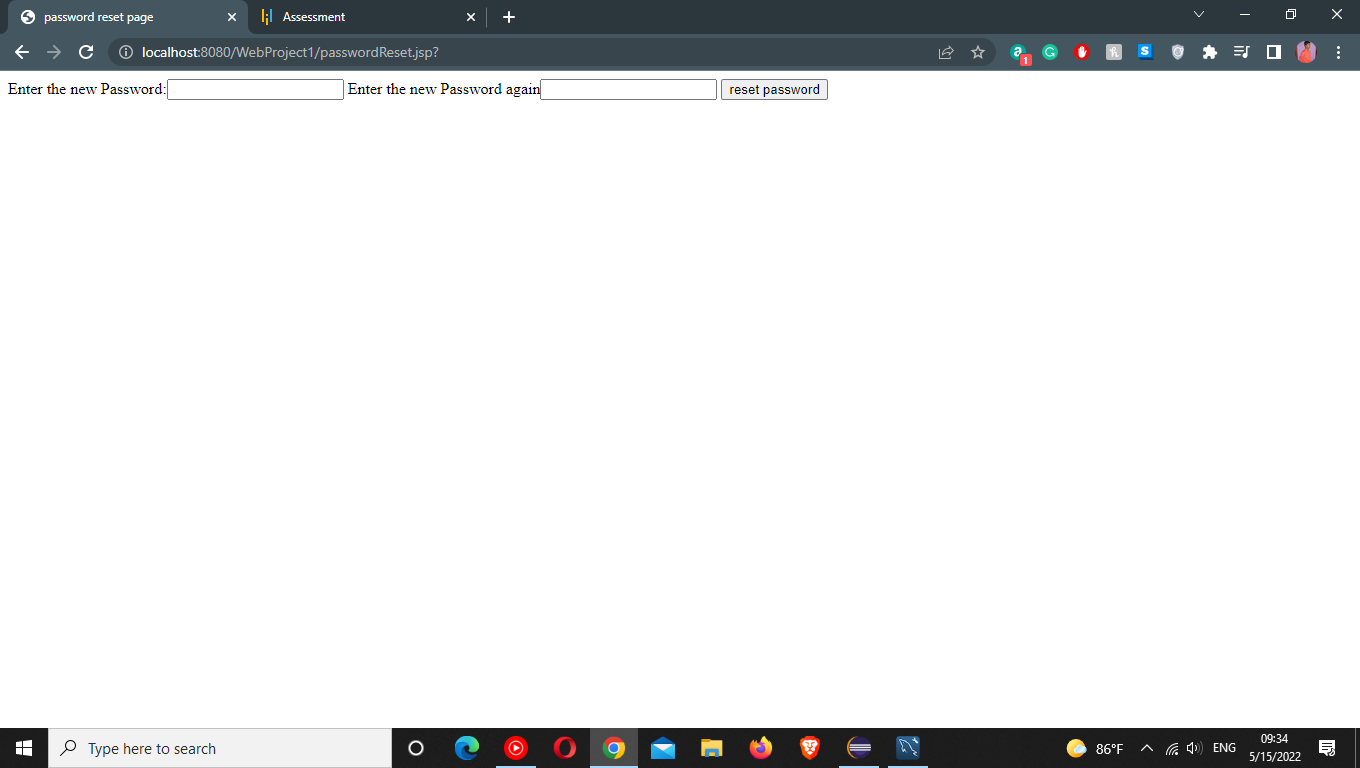 password reset page
Assessment
localhost:8080/WebProject1/passwordReset.jsp?
1
Enter the new Password: Enter the new Password again reset password
Type here to search
86°F
ENG
09:34
5/15/2022